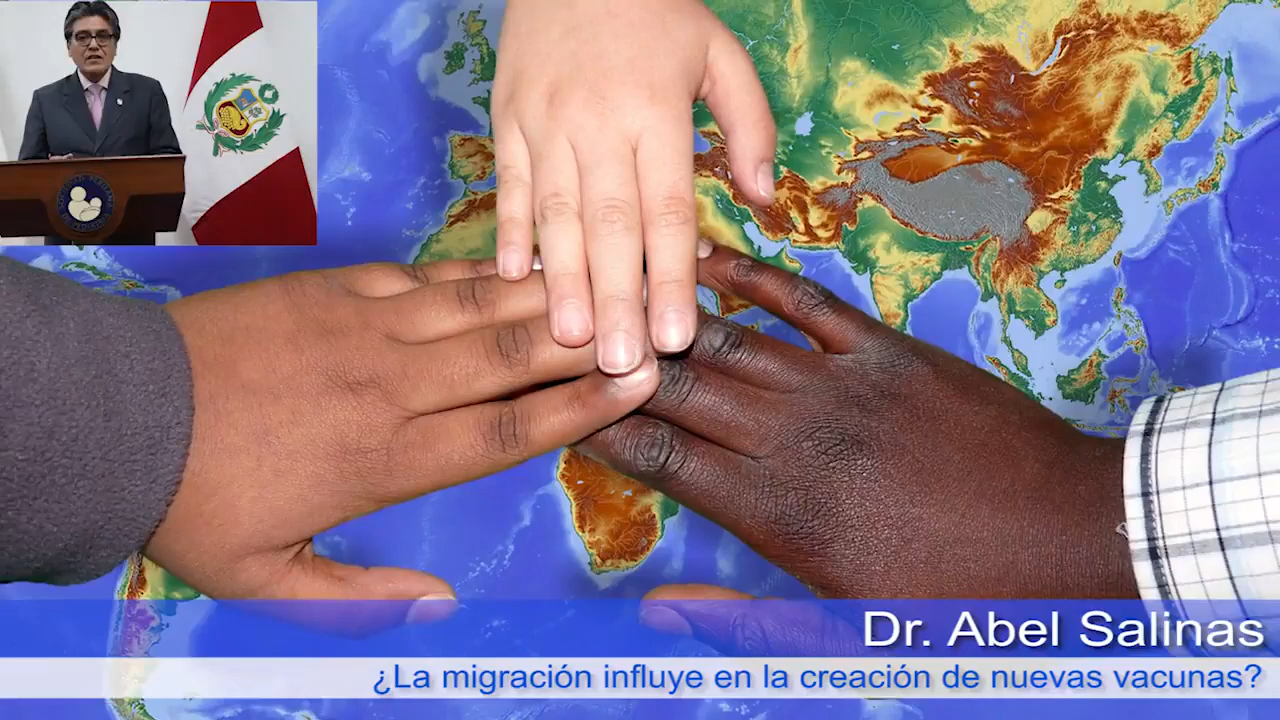 Dr. Abel Salinas
¿La migración influye en la creación de nuevas vacunas?